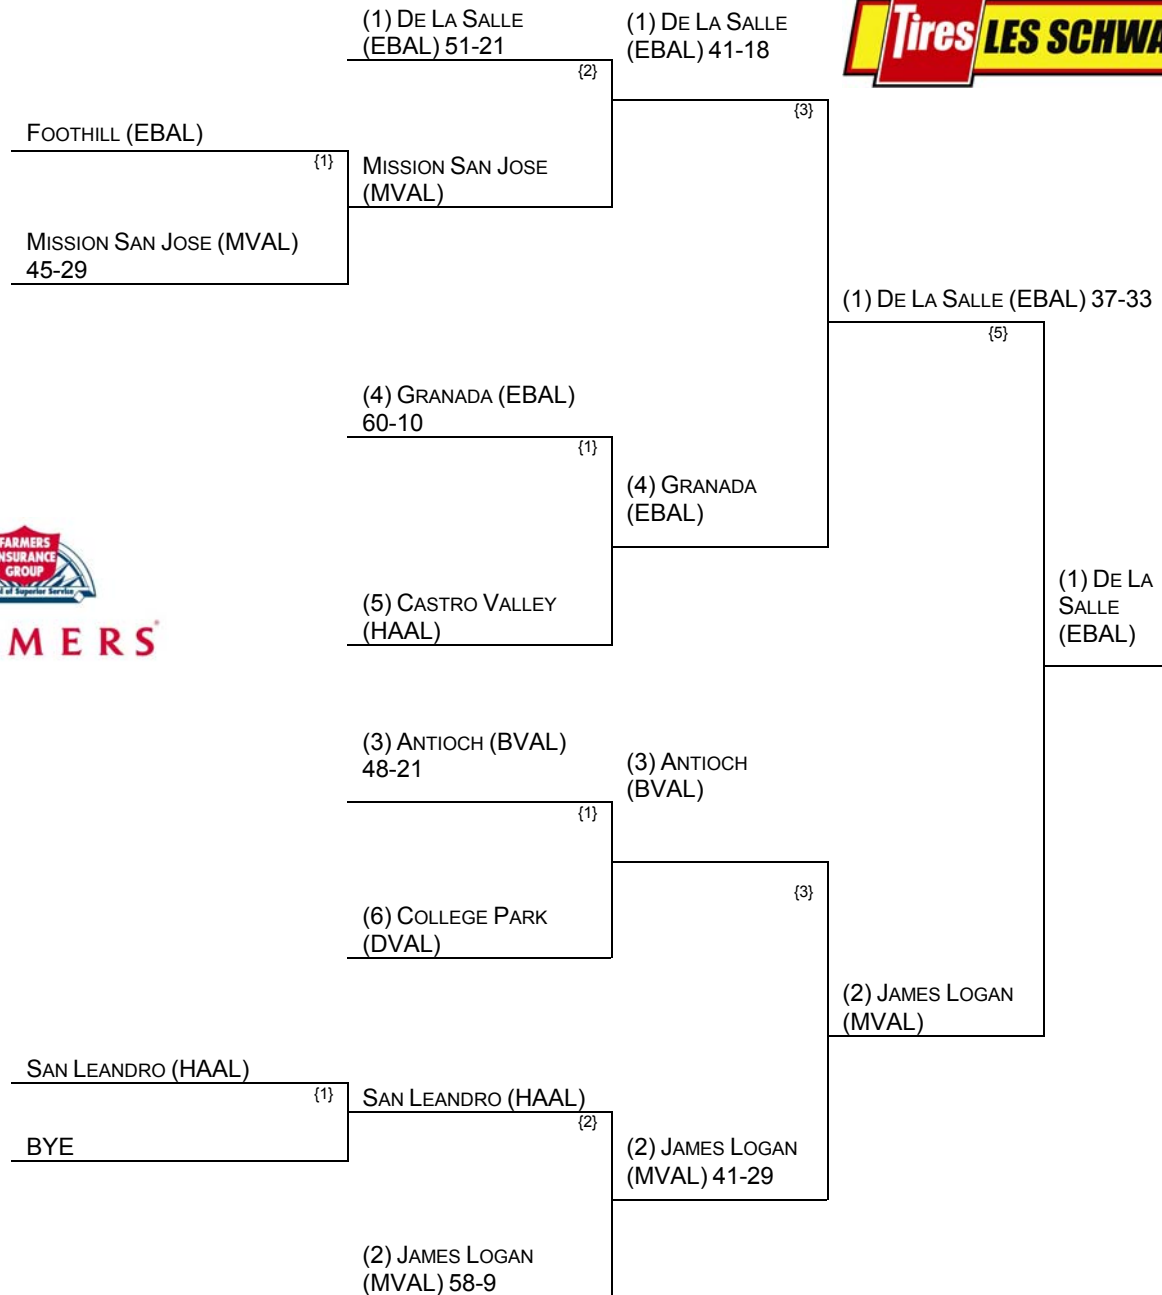 (1) DE LA SALLE
(EBAL) 51-21
{2}
(1) DE LA SALLE
(EBAL) 41-18
{3}
Tires LES SCHWA
FOOTHILL (EBAL)
{1}
MISSION SAN JOSE
(MVAL)
MISSION SAN JOSE (MVAL)
45-29
(1) DE LA SALLE (EBAL) 37-33
{5}
(4) GRANADA (EBAL)
60-10
{1}
(4) GRANADA
(EBAL)
FARMERS
INSURANCE
GROUP
of Superior Service
MERS
(5) CASTRO VALLEY
(HAAL)
(1) DE LA
SALLE
(EBAL)
(3) ANTIOCH (BVAL)
48-21
{1}
(3) ANTIOCH
(BVAL)
{3}
(6) COLLEGE PARK
(DVAL)
(2) JAMES LOGAN
(MVAL)
SAN LEANDRO (HAAL)
{1}
BYE
SAN LEANDRO (HAAL)
{2}
(2) JAMES LOGAN
(MVAL) 41-29
(2) JAMES LOGAN
(MVAL) 58-9